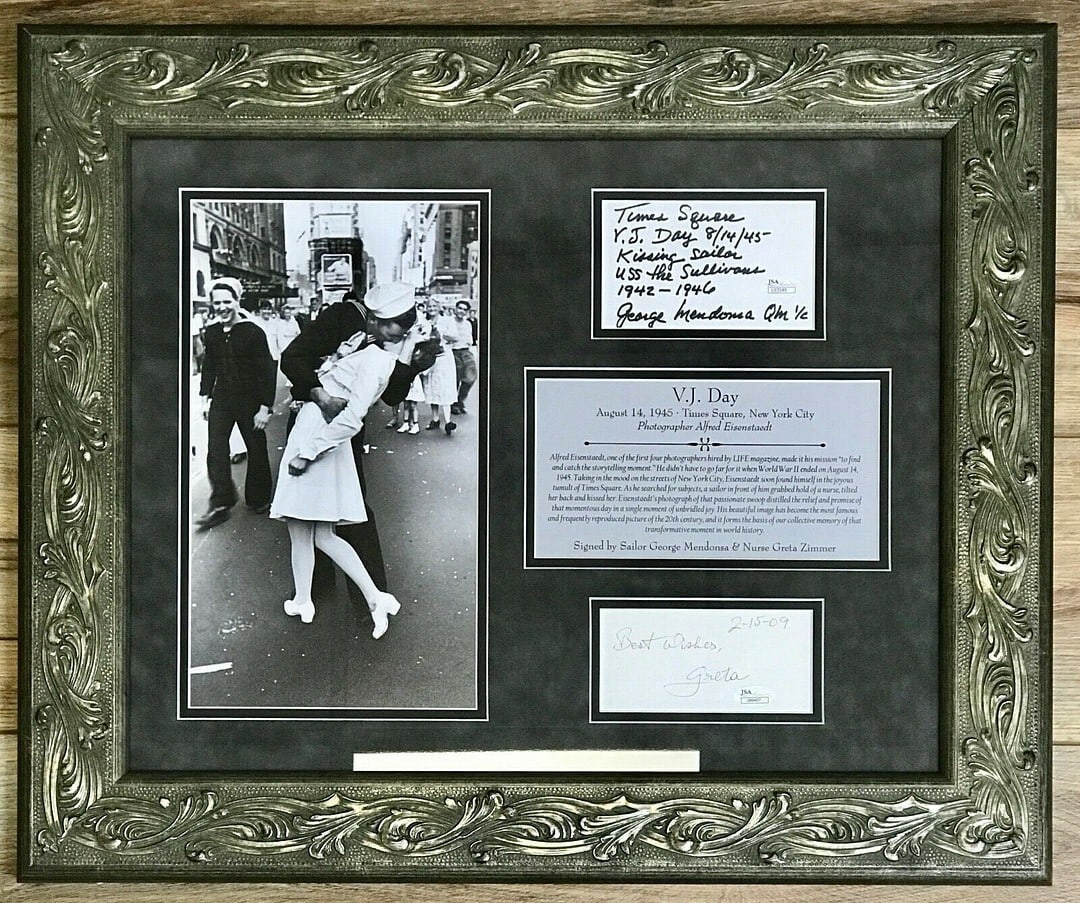 Times Square
V.J. Day 8/14/45-
Kissing Sailor
USS the Sullivans
1942-1946
George Mendonsa QM 1/c
JSA
V.J. Day
August 14, 1945 · Times Square, New York City
Photographer Alfred Eisenstaedt
Alfred Eisenstaedt, one of the first four photographers hired by LIFE magazine, made it his mission "to find
and catch the storytelling moment." He didn't have to go far for it when World War II ended on August 14,
1945. Taking in the mood on the streets of New York City, Eisenstaedt soon found himself in the joyous
tumult of Times Square. As he searched for subjects, a sailor in front of him grabbed hold of a nurse, tilted
her back and kissed her. Eisenstaedt's photograph of that passionate swoop distilled the relief and promise of
that momentous day in a single moment of unbridled joy. His beautiful image has become the most famous
and frequently reproduced picture of the 20th century, and it forms the basis of our collective memory of that
transformative moment in world history.
Signed by Sailor George Mendonsa & Nurse Greta Zimmer
2-15-09
Best Wishes,
Greta
JSA